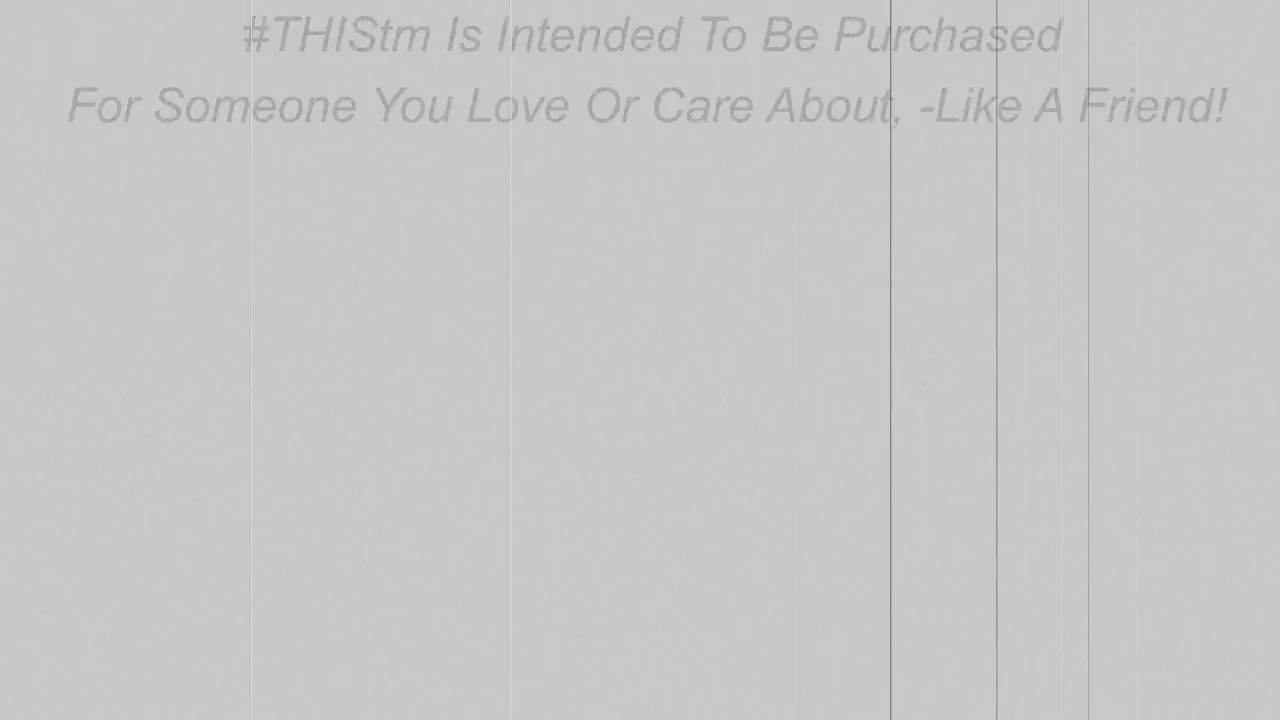 #THIStm Is Intended To Be Purchased
For Someone You Love Or Care About, -Like A Friend!